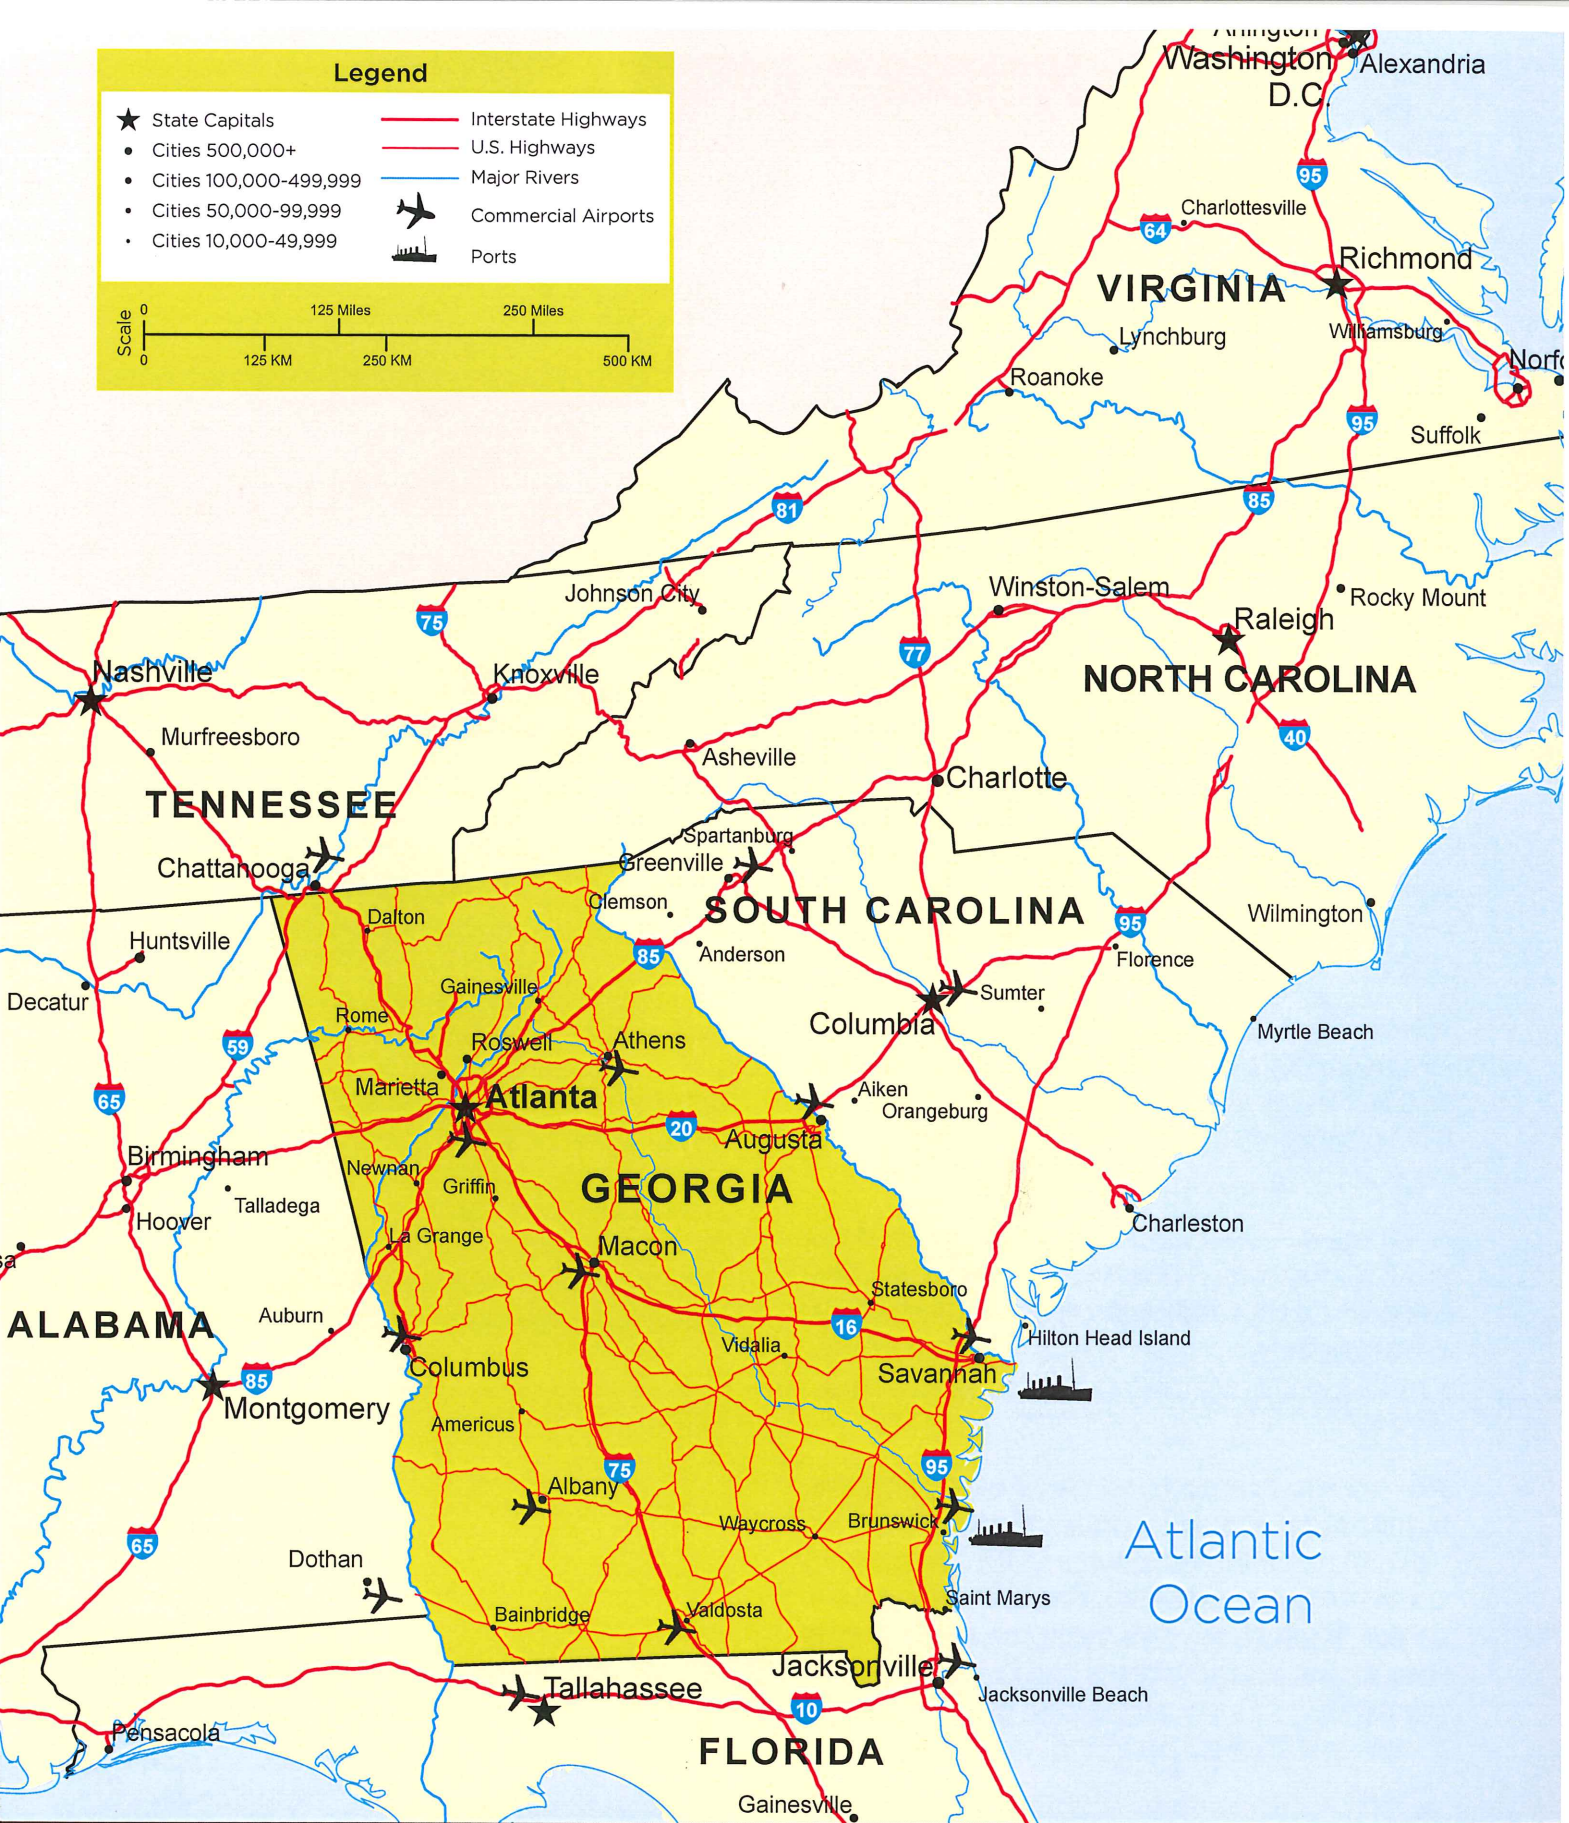 Legend
State Capitals
Cities 500,000+
Cities 100,000-499,999
Cities 50,000-99,999
Cities 10,000-49,999
Interstate Highways
U.S. Highways
Major Rivers
Commercial Airports
Ports
Scale
0
125 Miles
250 Miles
0
125 KM
250 KM
500 KM
Arlington
Washington
D.C.
Alexandria
95
Charlottesville
64
Richmond
VIRGINIA
Williamsburg
Lynchburg
Norfo
Roanoke
95
Suffolk
85
81
Johnson City
Winston-Salem
Rocky Mount
75
Raleigh
77
Nashville
Knoxville
NORTH CAROLINA
Murfreesboro
40
Asheville
Charlotte
TENNESSEE
Spartanburg
Greenville
Chattanooga
Clemson
SOUTH CAROLINA
Wilmington
95
Dalton
Huntsville
85
Anderson
Florence
Gainesville
Sumter
Decatur
Columbia
Rome
Myrtle Beach
59
Roswell
Athens
Marietta
Atlanta
Aiken
65
Orangeburg
20
Augusta
Birmingham
Newnan
Griffin
GEORGIA
Talladega
Hoover
Charleston
La Grange
Macon
sa
Statesboro
Auburn
16
ALABAMA
Hilton Head Island
Vidalia
Columbus
Savannah
85
Montgomery
Americus
75
95
Albany
Waycross
Brunswick
65
Atlantic
Ocean
Dothan
Saint Marys
Bainbridge
Valdosta
Jacksonville
Tallahassee
Jacksonville Beach
10
Pensacola
FLORIDA
Gainesville